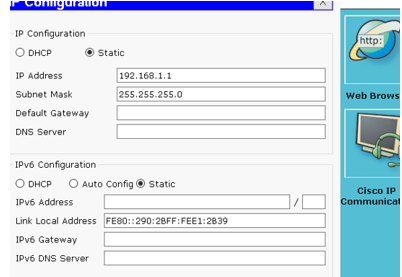 IP Configuration
X
IP Configuration
DHCP
Static
IP Address
192.168.1.1
Subnet Mask
255.255.255.0
Default Gateway
DNS Server
IPv6 Configuration
DHCP
Auto Config
Static
IPv6 Address
/
Link Local Address
FE80::290:2BFF:FEE1:2B39
IPv6 Gateway
IPv6 DNS Server
http:
Web Brows
Cisco IP
Communicat